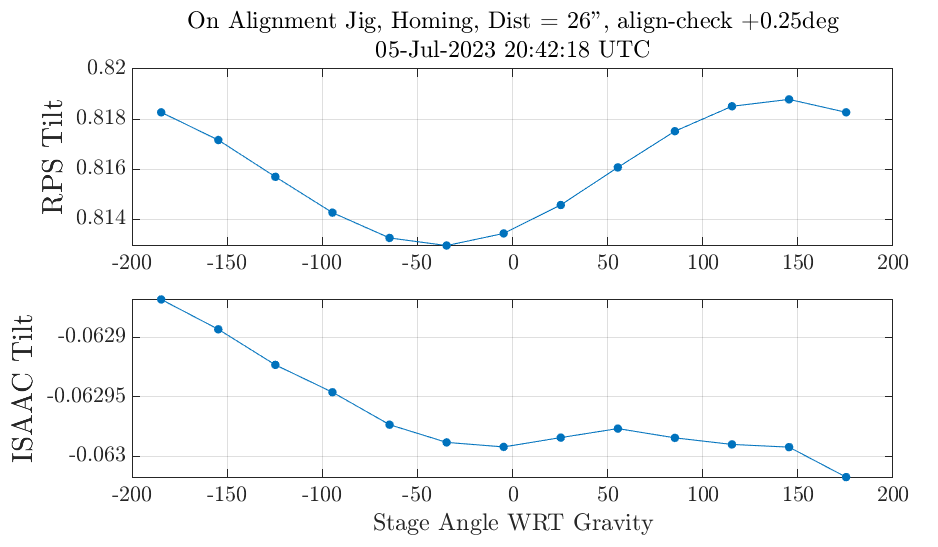 On Alignment Jig, Homing, Dist = 26”, align-check +0.25deg
05-Jul-2023 20:42:18 UTC
RPS Tilt
0.82
0.818
0.816
0.814
-200 -150 -100 -50 0 50 100 150 200
ISAAC Tilt
-0.0629
-0.06295
-0.063
-200 -150 -100 -50 0 50 100 150 200
Stage Angle WRT Gravity